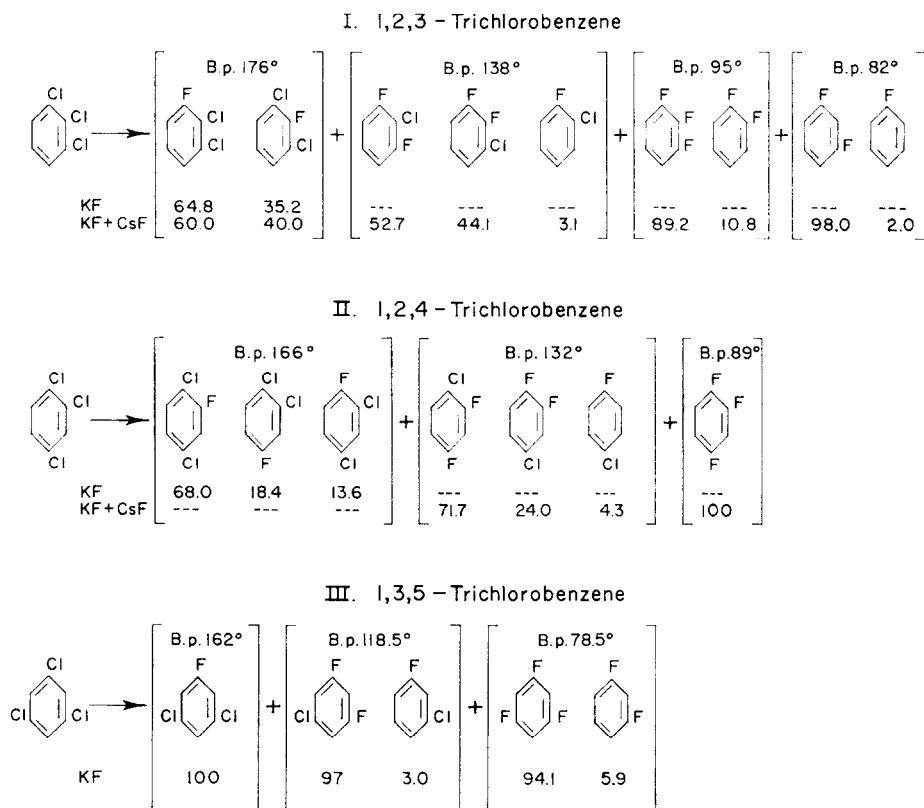 I. 1,2,3 – Trichlorobenzene
B.p. 176° B.p. 138° B.p. 95° B.p. 82°
F Cl F F Cl F F F F
Cl Cl F Cl F F F
Cl Cl Cl Cl F Cl F F
KF 64.8 35.2 --- --- --- --- --- --- ---
KF+CsF 60.0 40.0 52.7 44.1 3.1 89.2 10.8 98.0 2.0
II. 1,2,4 – Trichlorobenzene
B.p. 166° B.p. 132° B.p. 89°
Cl Cl Cl F Cl F F F
Cl F Cl Cl F F F
Cl Cl F Cl F Cl Cl F
KF 68.0 18.4 13.6 --- --- --- ---
KF+CsF --- --- --- 71.7 24.0 4.3 100
III. 1,3,5 – Trichlorobenzene
B.p. 162° B.p. 118.5° B.p. 78.5°
Cl F F F F F
Cl Cl Cl Cl Cl F Cl F F F
KF 100 97 3.0 94.1 5.9